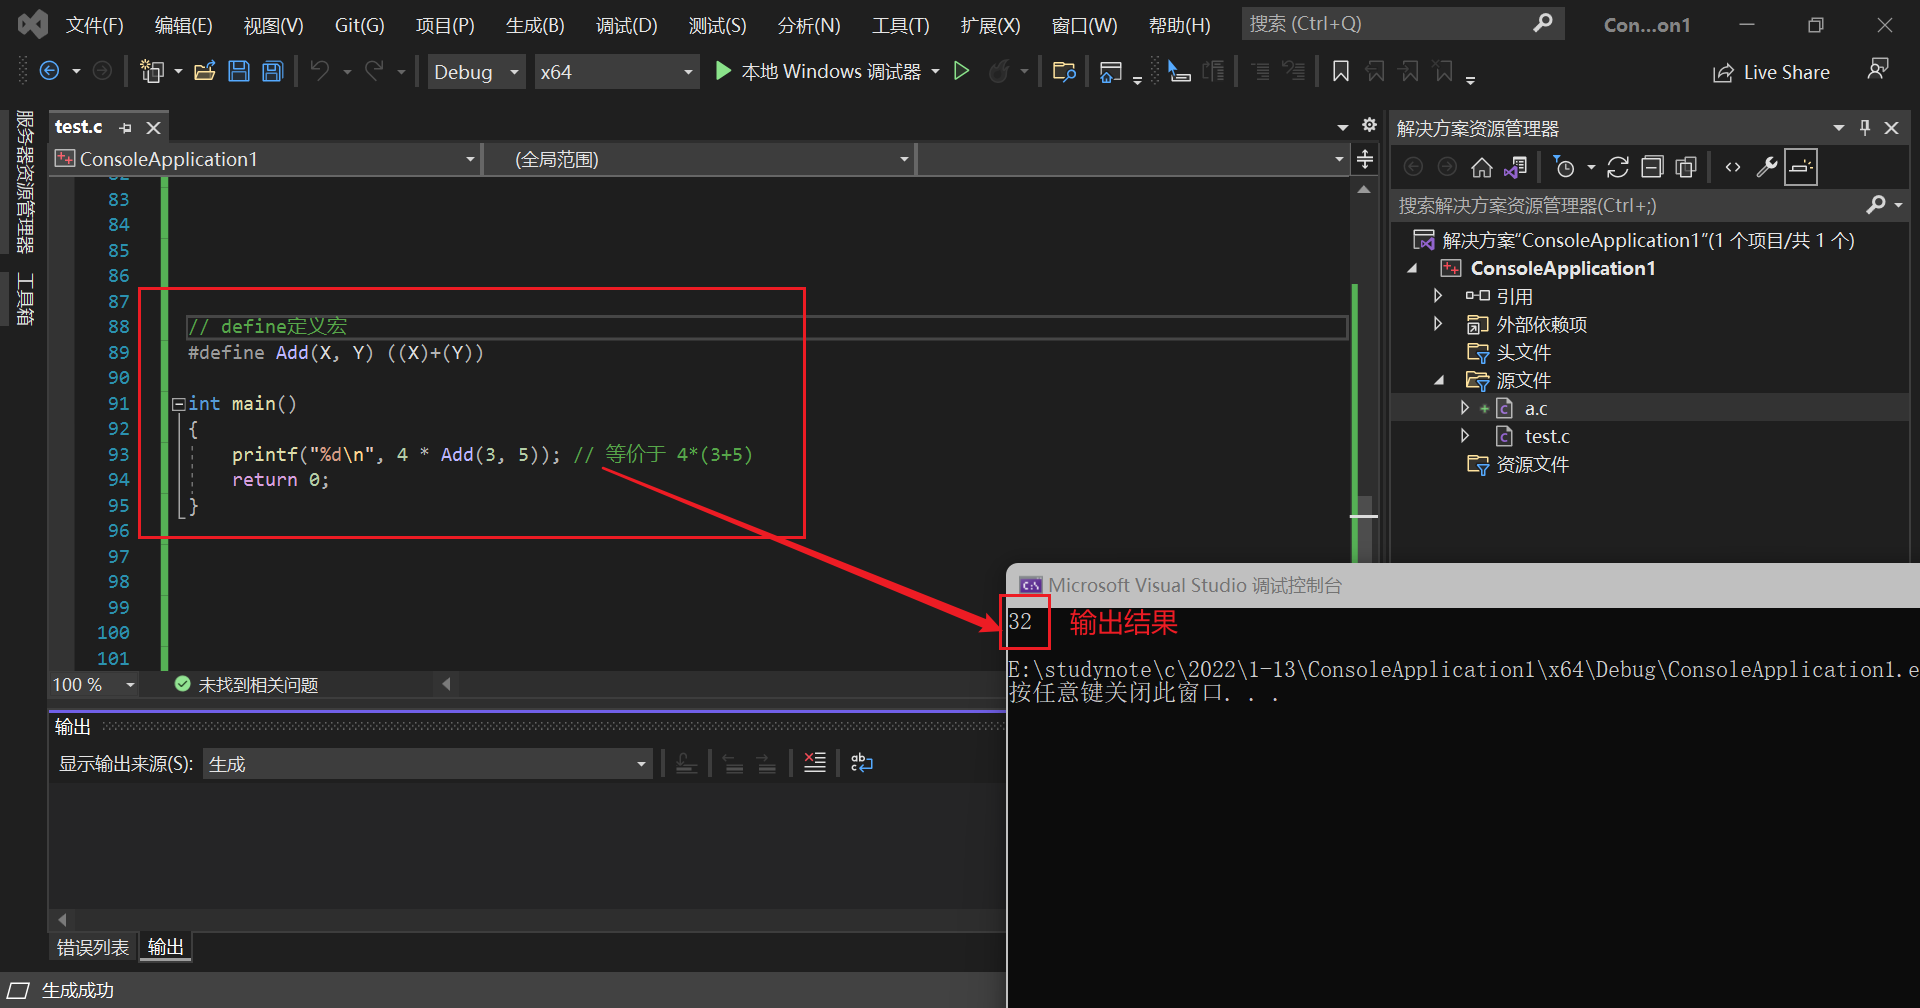 文件(F) 编辑(E) 视图(V) Git(G) 项目(P) 生成(B) 调试(D) 测试(S) 分析(N) 工具(T) 扩展(X) 窗口(W) 帮助(H) 搜索 (Ctrl+Q) Con...on1
Debug x64 本地 Windows 调试器 Live Share
服务器资源管理器
工具箱
test.c
ConsoleApplication1 (全局范围)
83
84
85
86
87
88 // define定义宏
89 #define Add(X, Y) ((X)+(Y))
90
91 int main()
92 {
93 printf("%d\n", 4 * Add(3, 5)); // 等价于 4*(3+5)
94 return 0;
95 }
96
97
98
99
100
101
100 % 未找到相关问题
输出
显示输出来源(S): 生成
错误列表 输出
生成成功
解决方案资源管理器
搜索解决方案资源管理器(Ctrl+;)
解决方案“ConsoleApplication1”(1 个项目/共 1 个)
ConsoleApplication1
引用
外部依赖项
头文件
源文件
a.c
test.c
资源文件
Microsoft Visual Studio 调试控制台
32 输出结果
E:\studynote\c\2022\1-13\ConsoleApplication1\x64\Debug\ConsoleApplication1.e
按任意键关闭此窗口. . .